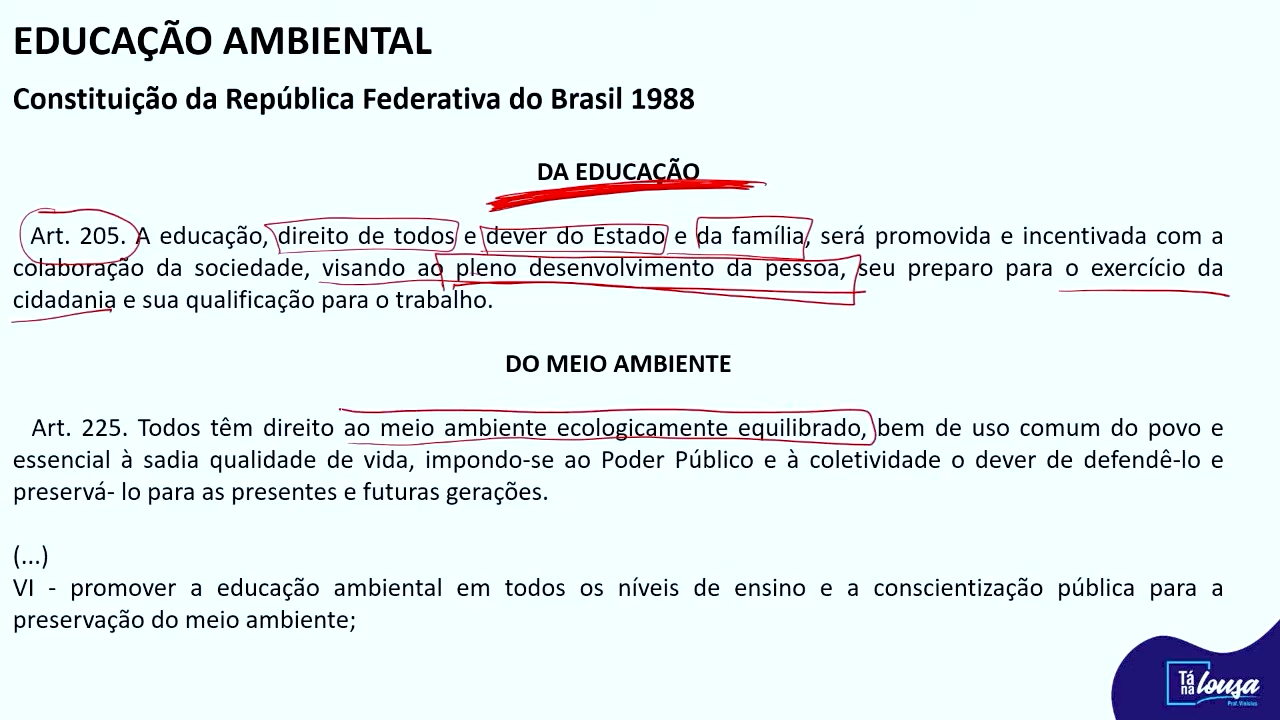 EDUCAÇÃO AMBIENTAL
Constituição da República Federativa do Brasil 1988
DA EDUCAÇÃO
Art. 205. A educação, direito de todos e dever do Estado e da família, será promovida e incentivada com a
colaboração da sociedade, visando ao pleno desenvolvimento da pessoa, seu preparo para o exercício da
cidadania e sua qualificação para o trabalho.
DO MEIO AMBIENTE
Art. 225. Todos têm direito ao meio ambiente ecologicamente equilibrado, bem de uso comum do povo e
essencial à sadia qualidade de vida, impondo-se ao Poder Público e à coletividade o dever de defendê-lo e
preservá- lo para as presentes e futuras gerações.
(...)
VI - promover a educação ambiental em todos os níveis de ensino e a conscientização pública para a
preservação do meio ambiente;
Tá na lousa
Prof. Vinicius